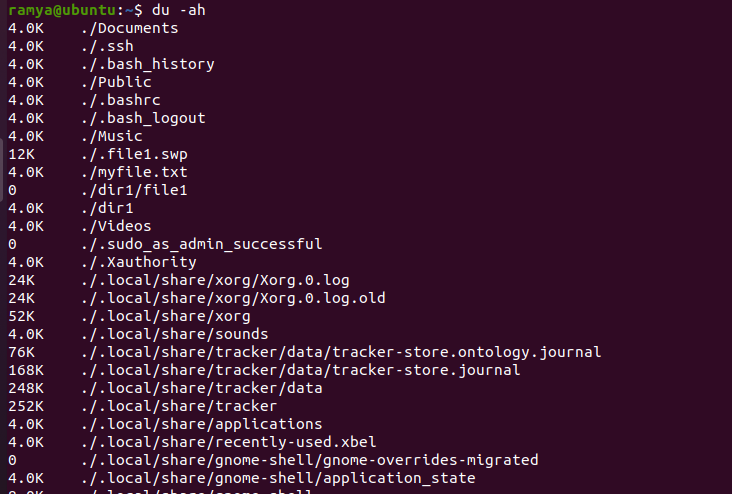 ramya@ubuntu:~$ du -ah
4.0K ./Documents
4.0K ./.ssh
4.0K ./.bash_history
4.0K ./Public
4.0K ./.bashrc
4.0K ./.bash_logout
4.0K ./Music
12K ./.file1.swp
4.0K ./myfile.txt
0 ./dir1/file1
4.0K ./dir1
4.0K ./Videos
0 ./.sudo_as_admin_successful
4.0K ./.Xauthority
24K ./.local/share/xorg/Xorg.0.log
24K ./.local/share/xorg/Xorg.0.log.old
52K ./.local/share/xorg
4.0K ./.local/share/sounds
76K ./.local/share/tracker/data/tracker-store.ontology.journal
168K ./.local/share/tracker/data/tracker-store.journal
248K ./.local/share/tracker/data
252K ./.local/share/tracker
4.0K ./.local/share/applications
4.0K ./.local/share/recently-used.xbel
0 ./.local/share/gnome-shell/gnome-overrides-migrated
4.0K ./.local/share/gnome-shell/application_state
./.local/share/gnome-shell